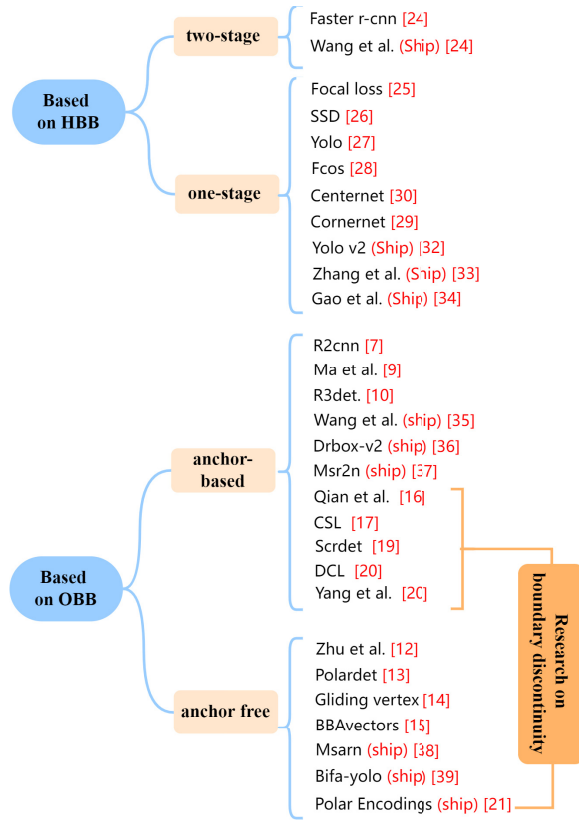 Based
on HBB
two-stage
Faster r-cnn [24]
Wang et al. (Ship) [24]
one-stage
Focal loss [25]
SSD [26]
Yolo [27]
Fcos [28]
Centernet [30]
Cornernet [29]
Yolo v2 (Ship) [32]
Zhang et al. (Ship) [33]
Gao et al. (Ship) [34]
Based
on OBB
anchor-
based
R2cnn [7]
Ma et al. [9]
R3det. [10]
Wang et al. (ship) [35]
Drbox-v2 (ship) [36]
Msr2n (ship) [37]
Qian et al. [16]
CSL [17]
Scrdet [19]
DCL [20]
Yang et al. [20]
anchor free
Zhu et al. [12]
Polardet [13]
Gliding vertex [14]
BBAvectors [15]
Msarn (ship) [38]
Bifa-yolo (ship) [39]
Polar Encodings (ship) [21]
Research on
boundary discontinuity